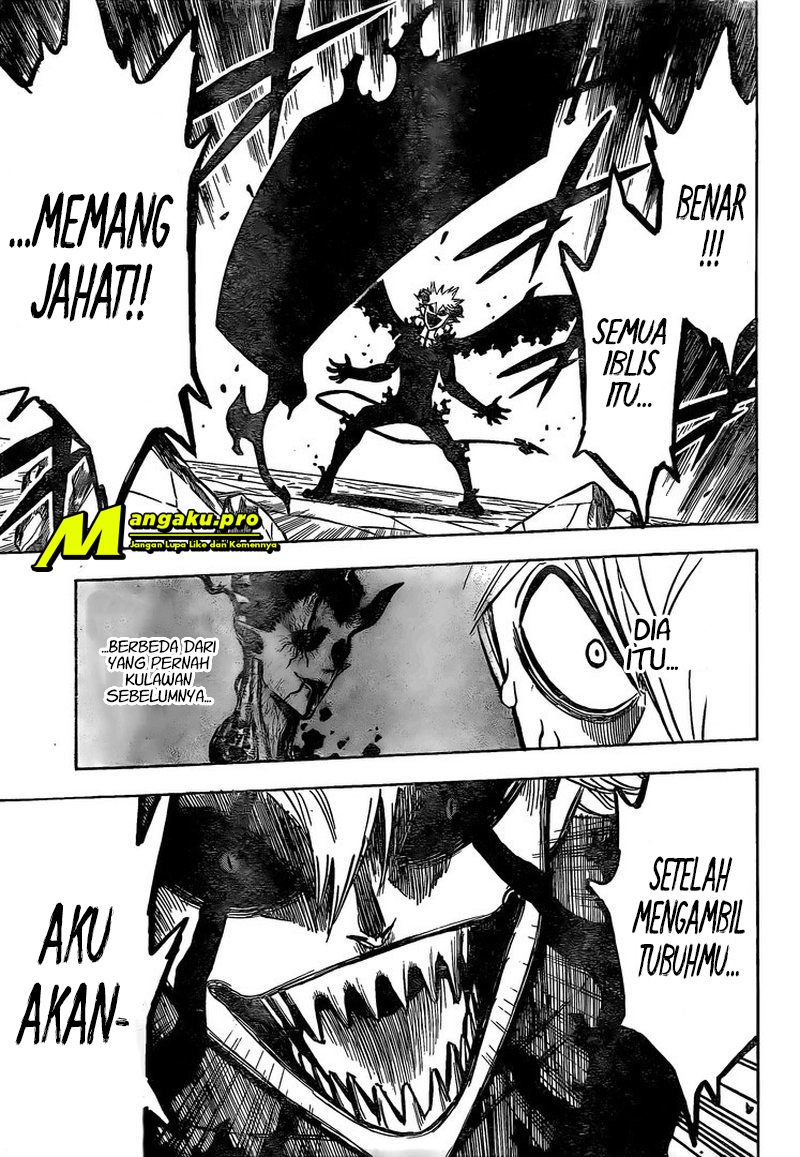 BENAR
!!!
SEMUA
IBLIS
ITU...
...MEMANG
JAHAT!!
Mangaku.pro
Jangan Lupa Like dan Komennya
DIA
ITU...
...BERBEDA DARI
YANG PERNAH
KULAWAN
SEBELUMNYA...
SETELAH
MENGAMBIL
TUBUHMU...
AKU
AKAN-